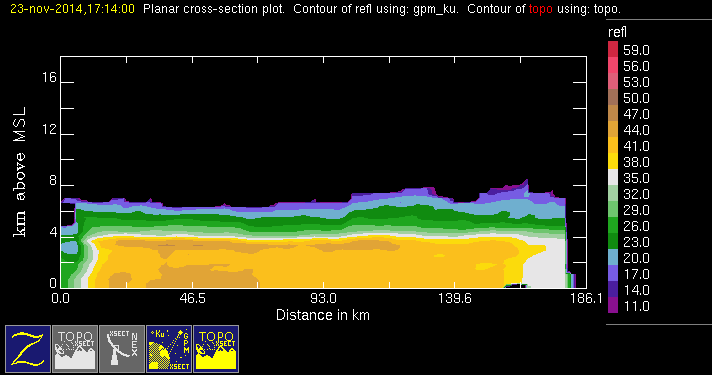 23-nov-2014,17:14:00 Planar cross-section plot. Contour of refl using: gpm_ku. Contour of topo using: topo.
refl
59.0
56.0
53.0
50.0
47.0
44.0
41.0
38.0
35.0
32.0
29.0
26.0
23.0
20.0
17.0
14.0
11.0
km above MSL
16
12
8
4
0
0.0 46.5 93.0 139.6 186.1
Distance in km
Z
TOPO XSECT
XSECT
Ku GPM XSECT
TOPO XSECT